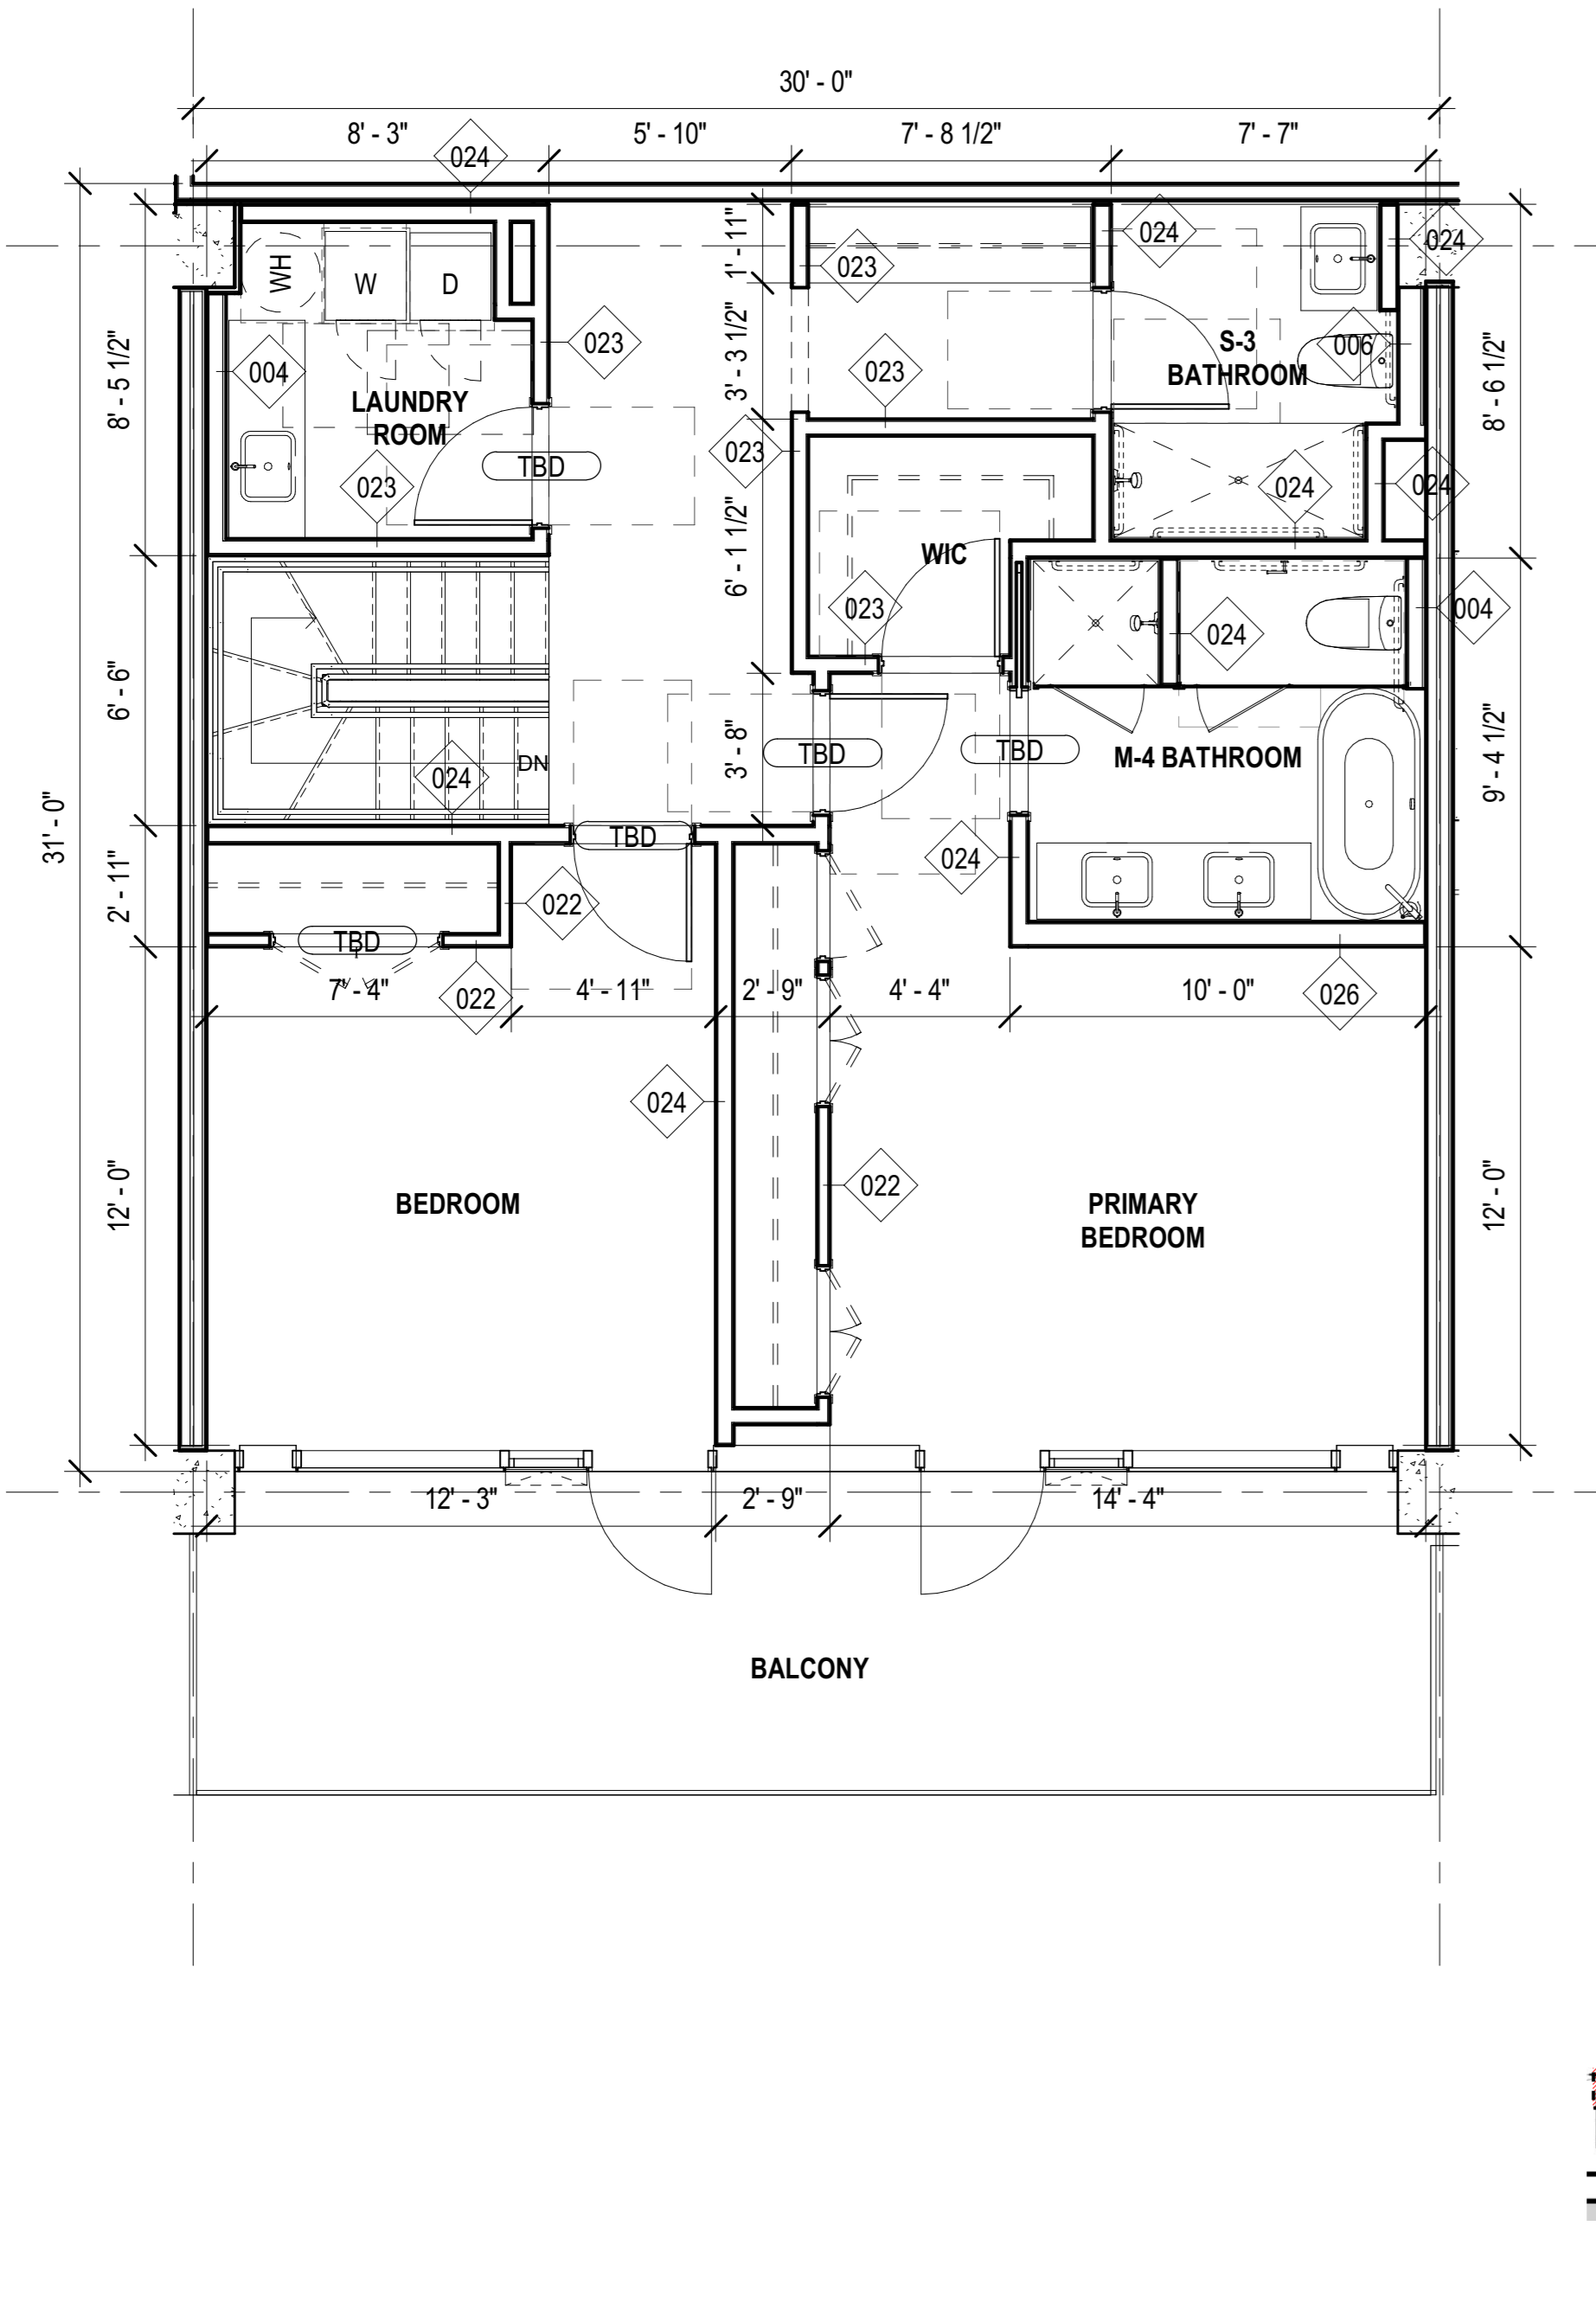 30' - 0"
8' - 3"
5' - 10"
7' - 8 1/2"
7' - 7"
024
1' - 11"
023
024
024
WH
W
D
8' - 5 1/2"
004
023
3' - 3 1/2"
023
S-3
BATHROOM
006
8' - 6 1/2"
LAUNDRY
ROOM
TBD
023
023
024
024
6' - 1 1/2"
WIC
023
024
004
6' - 6"
DN
024
3' - 8"
TBD
TBD
M-4 BATHROOM
9' - 4 1/2"
31' - 0"
TBD
024
2' - 11"
022
TBD
7' - 4"
022
4' - 11"
2' - 9"
4' - 4"
10' - 0"
026
024
12' - 0"
BEDROOM
022
PRIMARY
BEDROOM
12' - 0"
12' - 3"
2' - 9"
14' - 4"
BALCONY